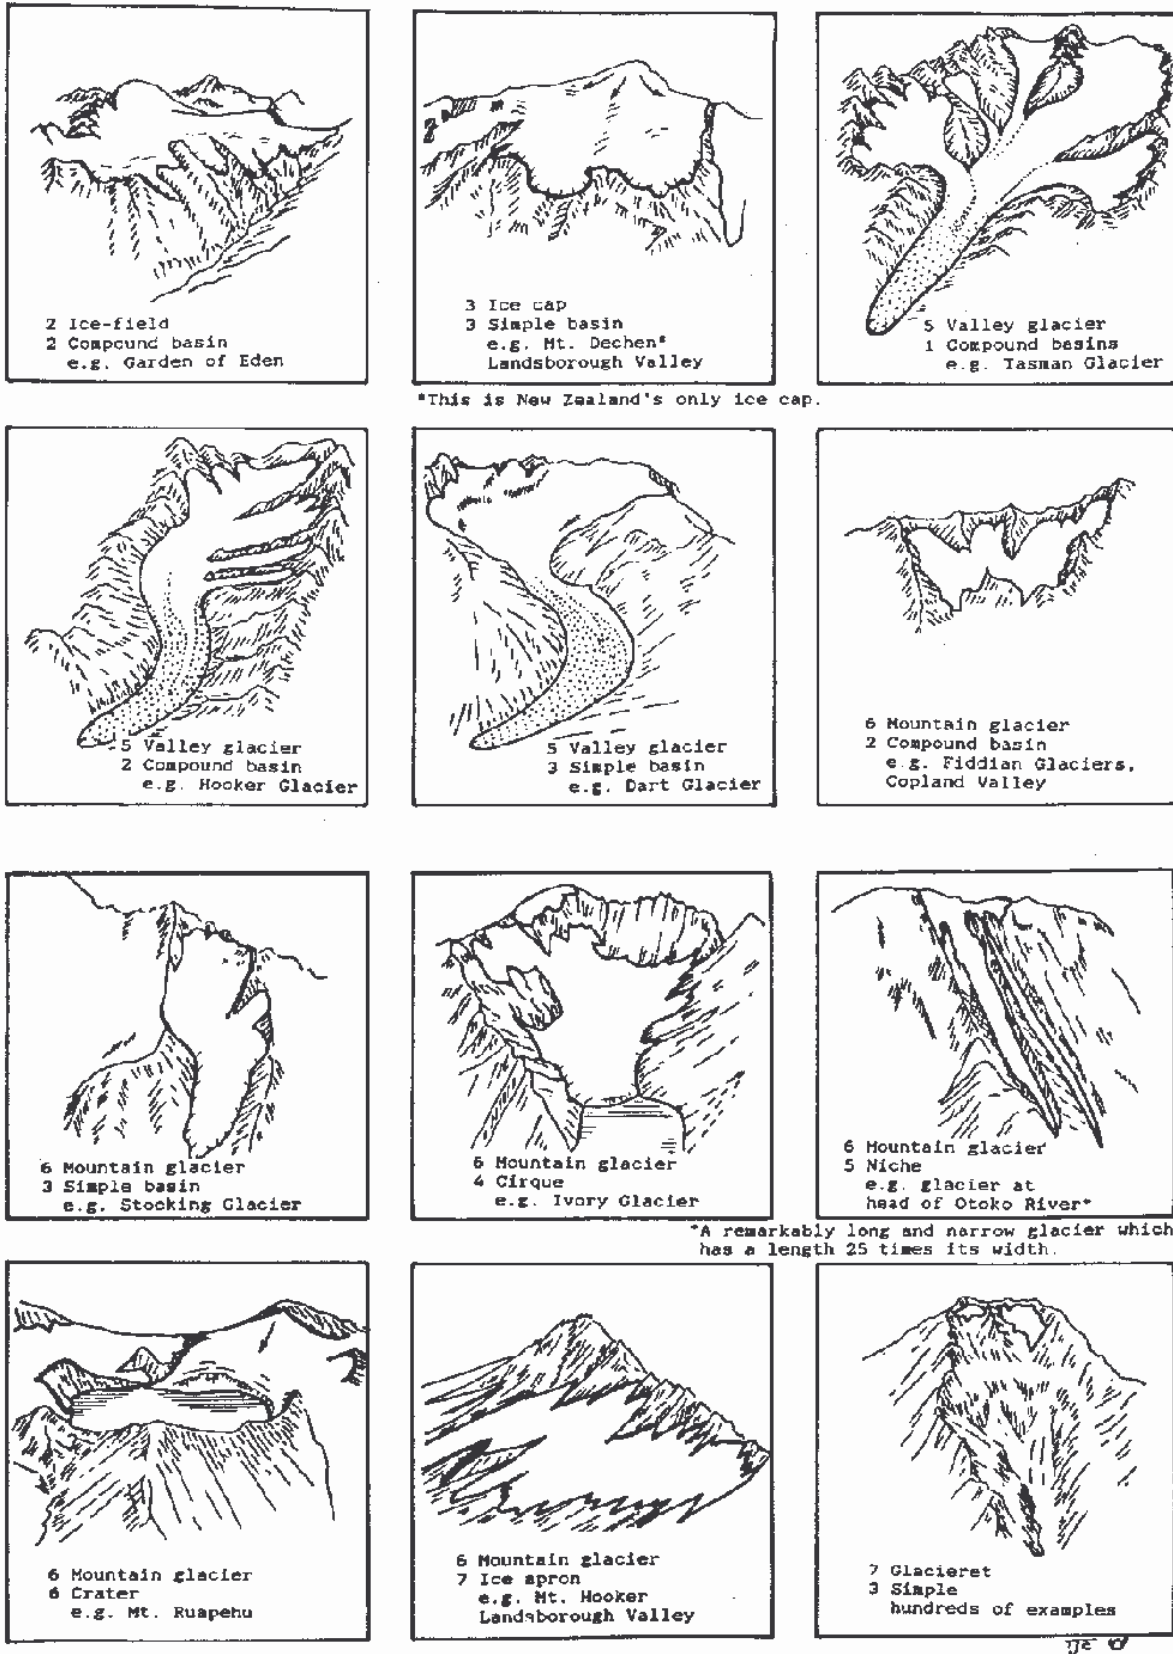 2 Ice-field
2 Compound basin
e.g. Garden of Eden
3 Ice cap
3 Simple basin
e.g. Mt. Dechen*
Landsborough Valley
5 Valley glacier
1 Compound basins
e.g. Tasman Glacier
*This is New Zealand's only ice cap.
5 Valley glacier
2 Compound basin
e.g. Hooker Glacier
5 Valley glacier
3 Simple basin
e.g. Dart Glacier
6 Mountain glacier
2 Compound basin
e.g. Fiddian Glaciers,
Copland Valley
6 Mountain glacier
3 Simple basin
e.g. Stocking Glacier
6 Mountain glacier
4 Cirque
e.g. Ivory Glacier
6 Mountain glacier
5 Niche
e.g. glacier at
head of Otoko River*
*A remarkably long and narrow glacier which
has a length 25 times its width.
6 Mountain glacier
6 Crater
e.g. Mt. Ruapehu
6 Mountain glacier
7 Ice apron
e.g. Mt. Hooker
Landsborough Valley
7 Glacieret
3 Simple
hundreds of examples